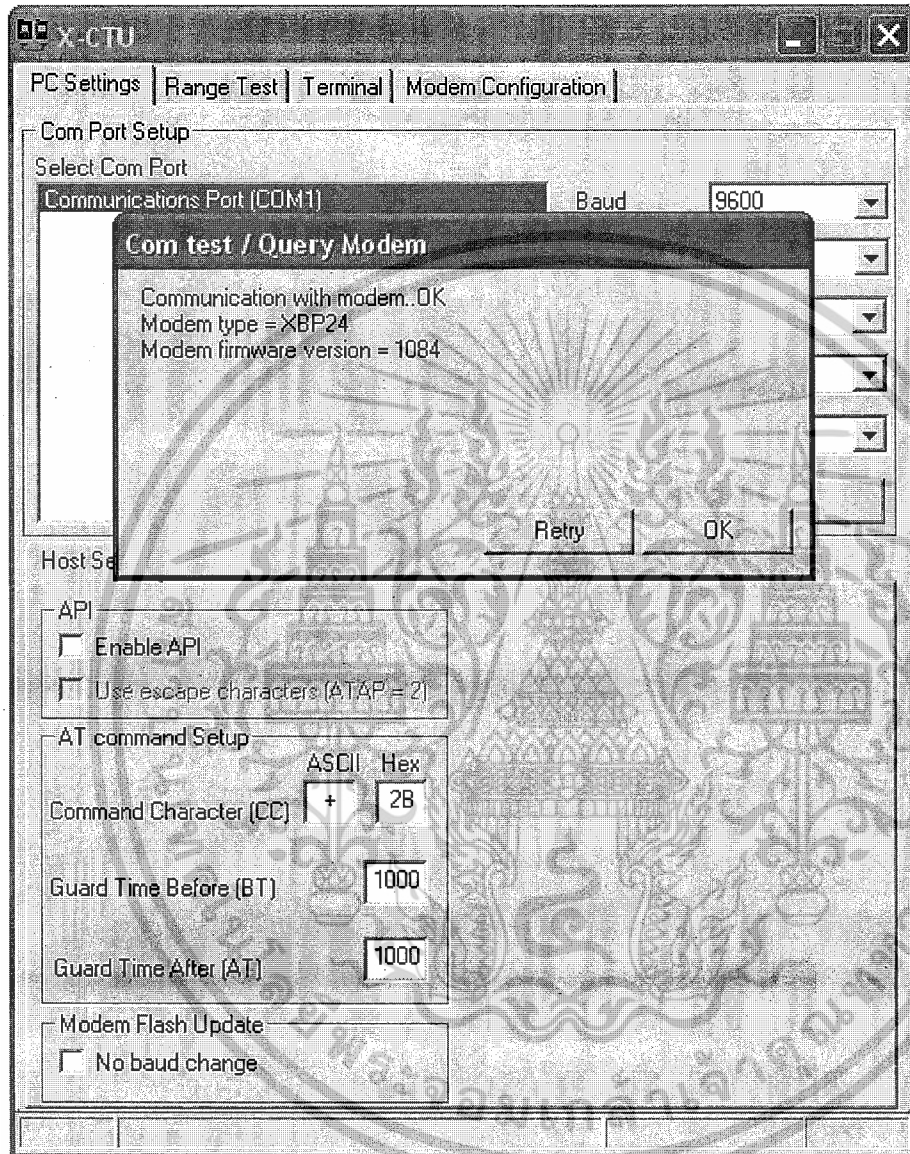 X-CTU
PC Settings Range Test Terminal Modem Configuration
Com Port Setup
Select Com Port
Communications Port (COM1) Baud 9600
Com test / Query Modem
Communication with modem..OK
Modem type = XBP24
Modem firmware version = 1084
Retry OK
Host Se
API
Enable API
Use escape characters (ATAP = 2)
AT command Setup
ASCII Hex
Command Character (CC) + 2B
Guard Time Before (BT) 1000
Guard Time After (AT) 1000
Modem Flash Update
No baud change